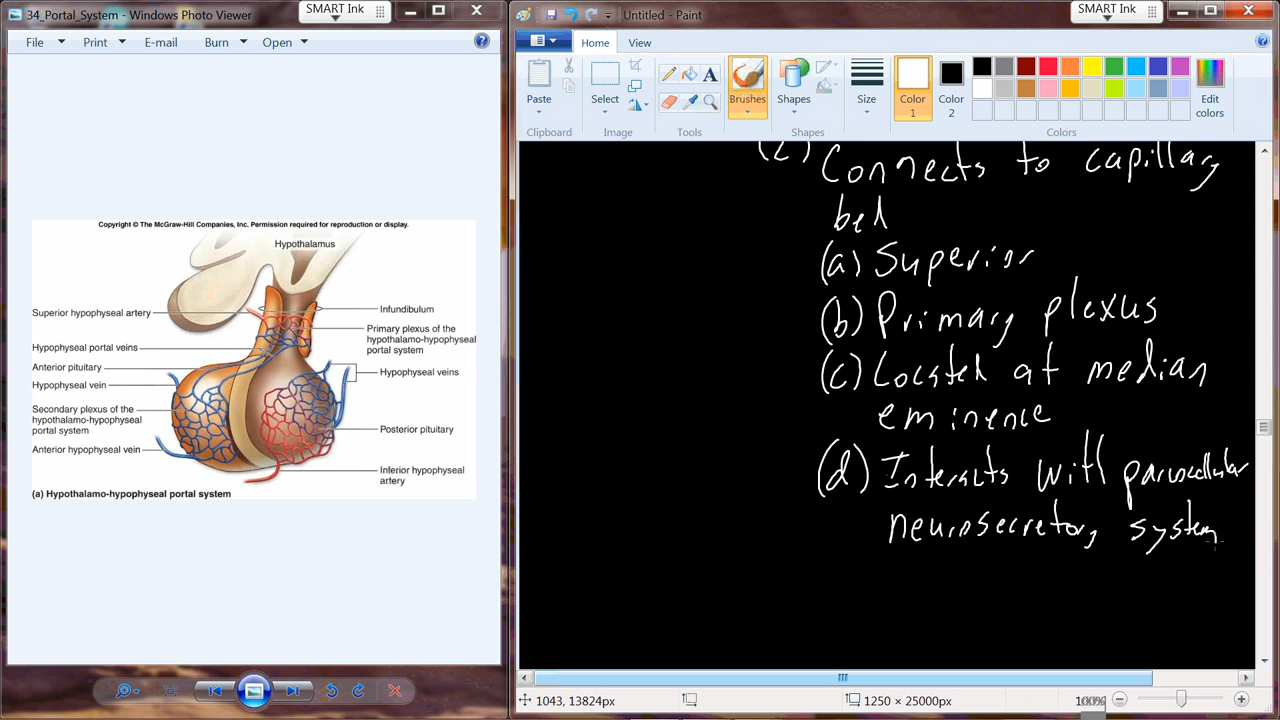 34_Portal_System - Windows Photo Viewer
SMART Ink
File Print E-mail Burn Open
Copyright © The McGraw-Hill Companies, Inc. Permission required for reproduction or display.
Hypothalamus
Superior hypophyseal artery
Hypophyseal portal veins
Anterior pituitary
Hypophyseal vein
Secondary plexus of the
hypothalamo-hypophyseal
portal system
Anterior hypophyseal vein
Infundibulum
Primary plexus of the
hypothalamo-hypophyseal
portal system
Hypophyseal veins
Posterior pituitary
Inferior hypophyseal
artery
(a) Hypothalamo-hypophyseal portal system
Untitled - Paint
SMART Ink
Home View
Paste
Clipboard
Select
Image
A
Tools
Brushes
Shapes
Shapes
Size
Color
1
Color
2
Edit
colors
Colors
Connects to capillary
bed
(a) Superior
(b) Primary plexus
(c) Located at median
eminence
(d) Interacts with parvocellular
neurosecretory system
1043, 13824px
1250 × 25000px
100%